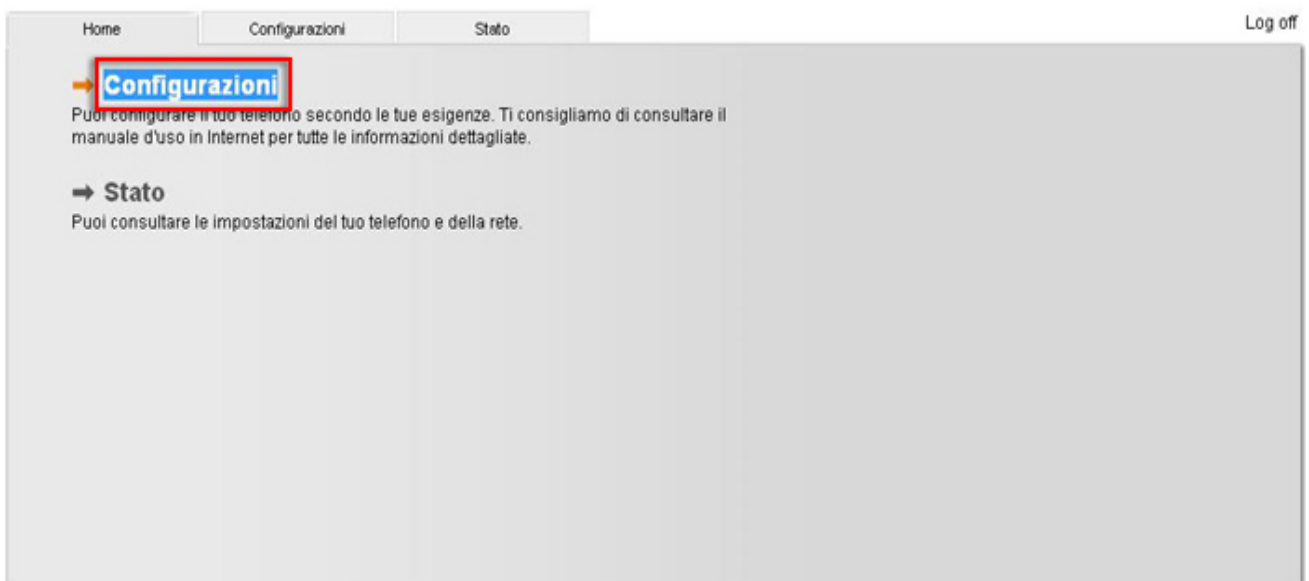 Home Configurazioni Stato Log off
Configurazioni
Puoi configurare il tuo telefono secondo le tue esigenze. Ti consigliamo di consultare il
manuale d'uso in Internet per tutte le informazioni dettagliate.
Stato
Puoi consultare le impostazioni del tuo telefono e della rete.